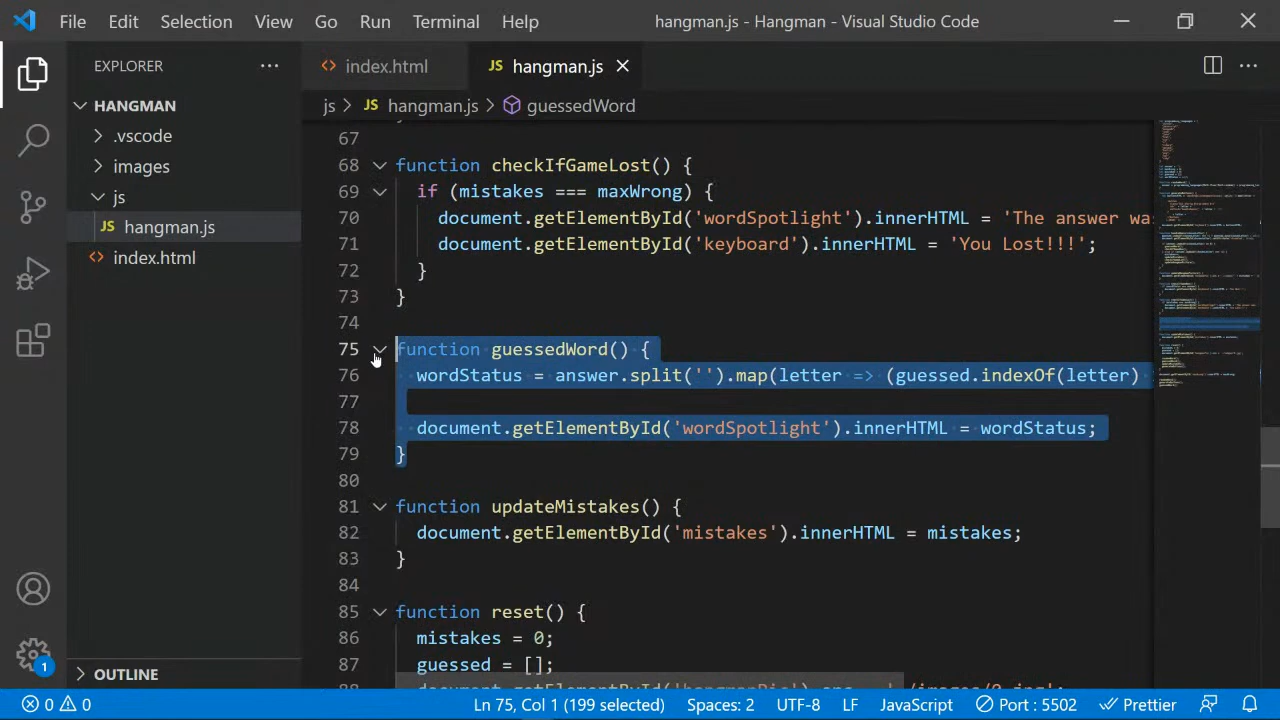 File Edit Selection View Go Run Terminal Help hangman.js - Hangman - Visual Studio Code
EXPLORER
index.html
JS hangman.js
HANGMAN
js > JS hangman.js > guessedWord
.vscode
images
js
JS hangman.js
index.html
67
68 function checkIfGameLost() {
69 if (mistakes === maxWrong) {
70 document.getElementById('wordSpotlight').innerHTML = 'The answer was
71 document.getElementById('keyboard').innerHTML = 'You Lost!!!';
72 }
73 }
74
75 function guessedWord() {
76 wordStatus = answer.split('').map(letter => (guessed.indexOf(letter)
77
78 document.getElementById('wordSpotlight').innerHTML = wordStatus;
79 }
80
81 function updateMistakes() {
82 document.getElementById('mistakes').innerHTML = mistakes;
83 }
84
85 function reset() {
86 mistakes = 0;
87 guessed = [];
OUTLINE
1
0 0 Ln 75, Col 1 (199 selected) Spaces: 2 UTF-8 LF JavaScript Port : 5502 Prettier